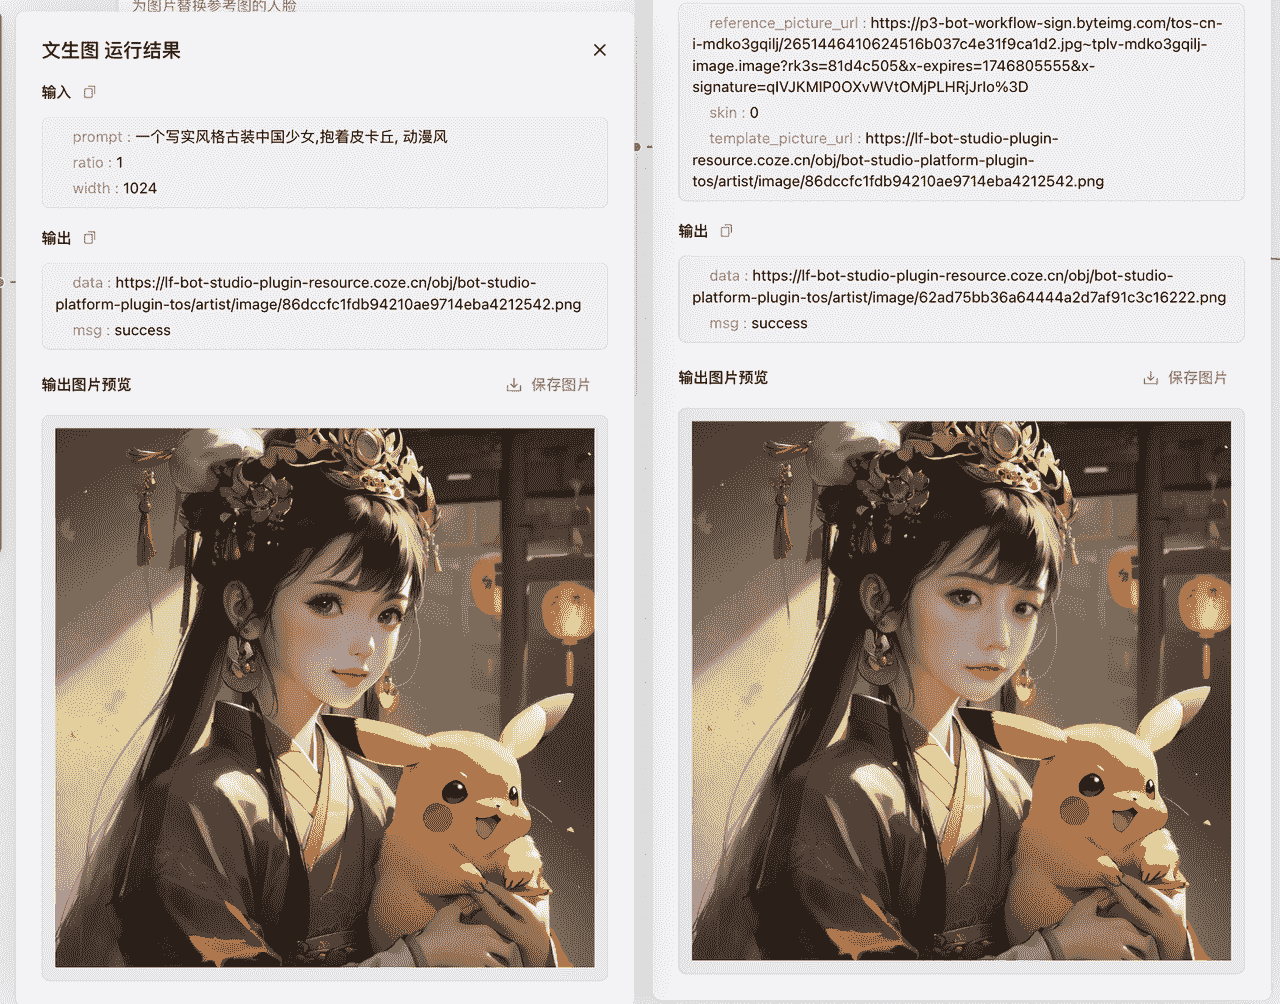 为图片替换参考图的人脸
文生图 运行结果
输入
prompt : 一个写实风格古装中国少女,抱着皮卡丘, 动漫风
ratio : 1
width : 1024
输出
data : https://lf-bot-studio-plugin-resource.coze.cn/obj/bot-studio-
platform-plugin-tos/artist/image/86dccfc1fdb94210ae9714eba4212542.png
msg : success
输出图片预览
保存图片
reference_picture_url : https://p3-bot-workflow-sign.byteimg.com/tos-cn-
i-mdko3gqilj/2651446410624516b037c4e31f9ca1d2.jpg~tplv-mdko3gqilj-
image.image?rk3s=81d4c505&x-expires=1746805555&x-
signature=qIVJKMIP0OXvWVtOMjPLHRjJrIo%3D
skin : 0
template_picture_url : https://lf-bot-studio-plugin-
resource.coze.cn/obj/bot-studio-platform-plugin-
tos/artist/image/86dccfc1fdb94210ae9714eba4212542.png
输出
data : https://lf-bot-studio-plugin-resource.coze.cn/obj/bot-studio-
platform-plugin-tos/artist/image/62ad75bb36a64444a2d7af91c3c16222.png
msg : success
输出图片预览
保存图片